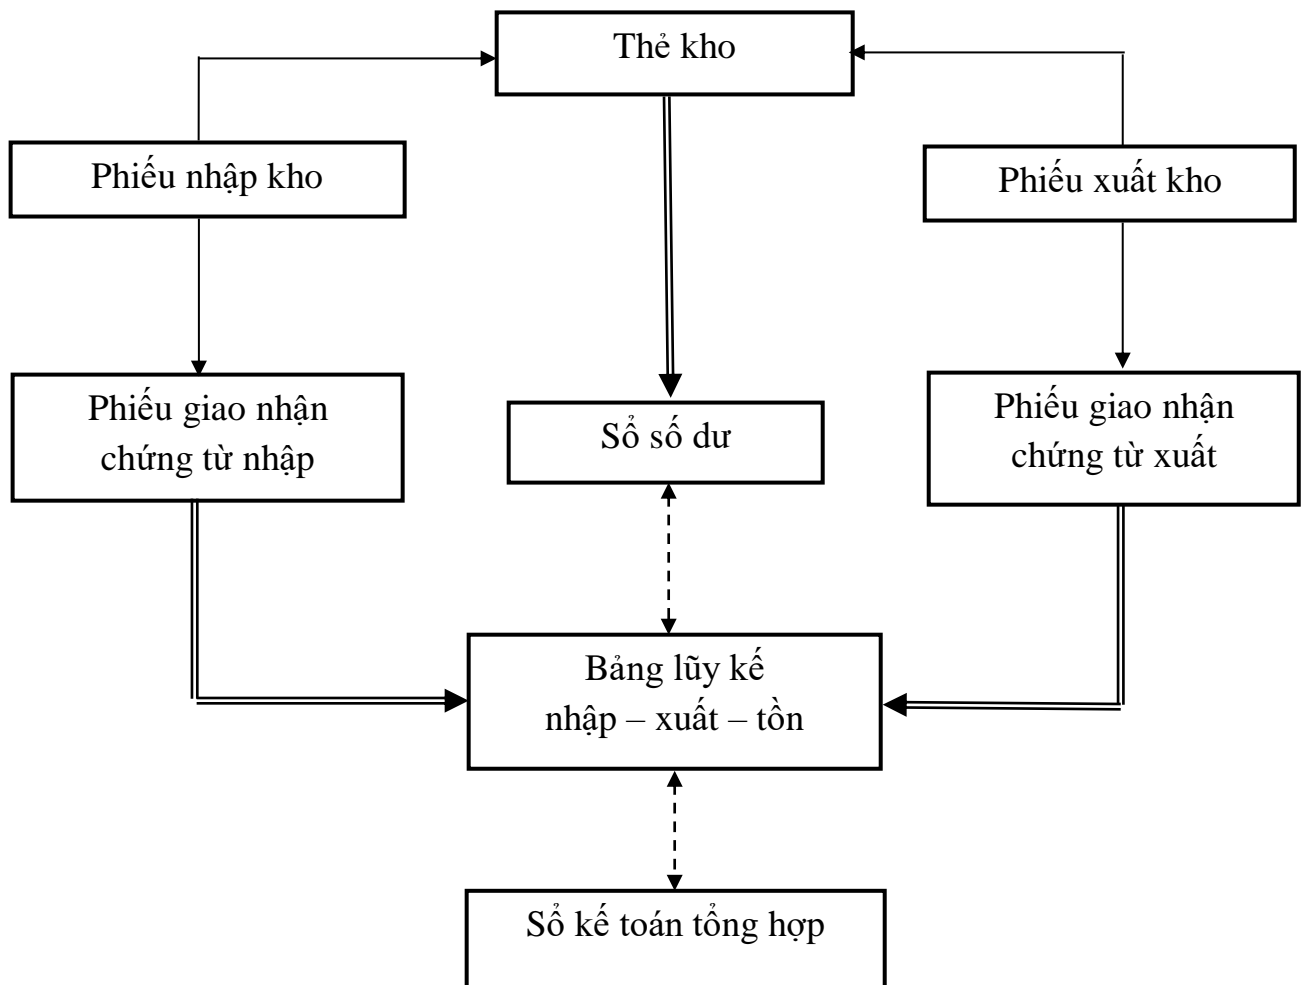 Thẻ kho
Phiếu nhập kho
Phiếu xuất kho
Phiếu giao nhận
chứng từ nhập
Sổ số dư
Phiếu giao nhận
chứng từ xuất
Bảng lũy kế
nhập – xuất – tồn
Sổ kế toán tổng hợp